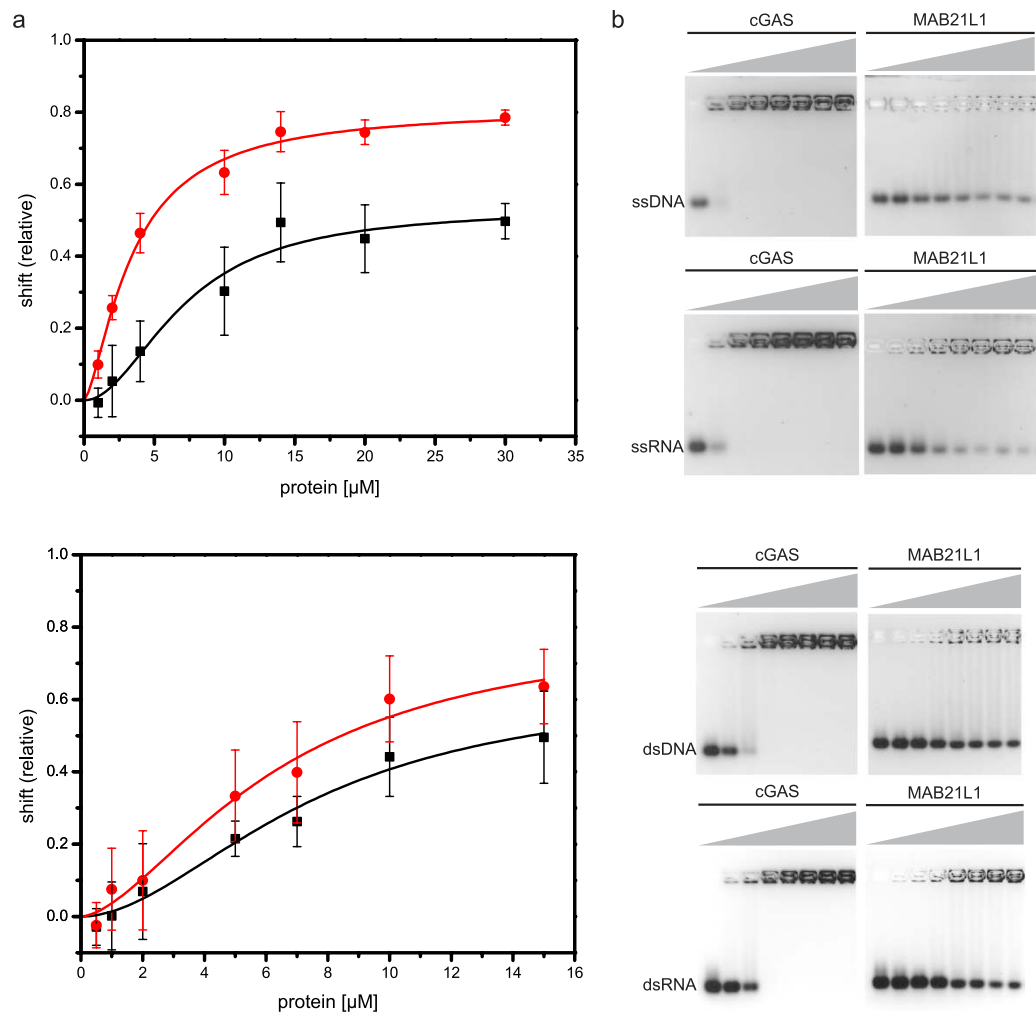 a
1.0
0.8
0.6
0.4
0.2
0.0
shift (relative)
0 5 10 15 20 25 30 35
protein [µM]
1.0
0.8
0.6
0.4
0.2
0.0
shift (relative)
0 2 4 6 8 10 12 14 16
protein [µM]
b
cGAS MAB21L1
ssDNA
cGAS MAB21L1
ssRNA
cGAS MAB21L1
dsDNA
cGAS MAB21L1
dsRNA